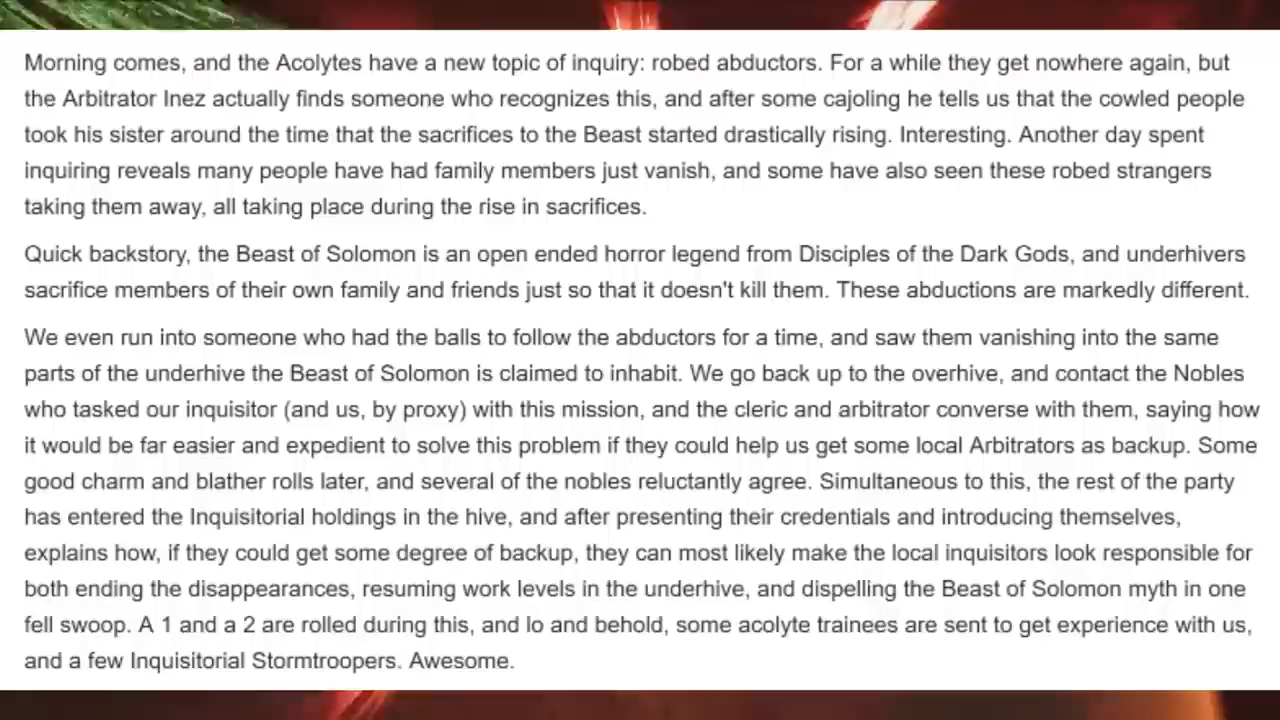 Morning comes, and the Acolytes have a new topic of inquiry: robed abductors. For a while they get nowhere again, but
the Arbitrator Inez actually finds someone who recognizes this, and after some cajoling he tells us that the cowled people
took his sister around the time that the sacrifices to the Beast started drastically rising. Interesting. Another day spent
inquiring reveals many people have had family members just vanish, and some have also seen these robed strangers
taking them away, all taking place during the rise in sacrifices.
Quick backstory, the Beast of Solomon is an open ended horror legend from Disciples of the Dark Gods, and underhivers
sacrifice members of their own family and friends just so that it doesn't kill them. These abductions are markedly different.
We even run into someone who had the balls to follow the abductors for a time, and saw them vanishing into the same
parts of the underhive the Beast of Solomon is claimed to inhabit. We go back up to the overhive, and contact the Nobles
who tasked our inquisitor (and us, by proxy) with this mission, and the cleric and arbitrator converse with them, saying how
it would be far easier and expedient to solve this problem if they could help us get some local Arbitrators as backup. Some
good charm and blather rolls later, and several of the nobles reluctantly agree. Simultaneous to this, the rest of the party
has entered the Inquisitorial holdings in the hive, and after presenting their credentials and introducing themselves,
explains how, if they could get some degree of backup, they can most likely make the local inquisitors look responsible for
both ending the disappearances, resuming work levels in the underhive, and dispelling the Beast of Solomon myth in one
fell swoop. A 1 and a 2 are rolled during this, and lo and behold, some acolyte trainees are sent to get experience with us,
and a few Inquisitorial Stormtroopers. Awesome.